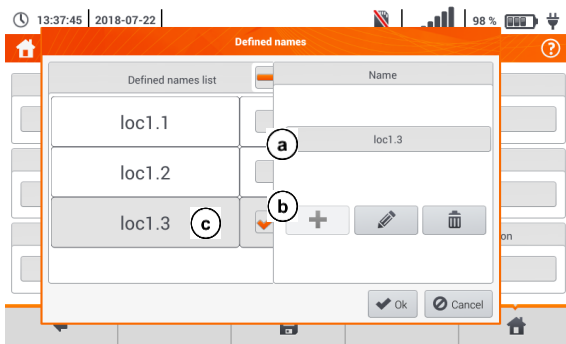 13:37:45 2018-07-22 98 %
Defined names
?
Defined names list
Name
loc1.1
a
loc1.3
loc1.2
b
loc1.3
c
on
Ok
Cancel